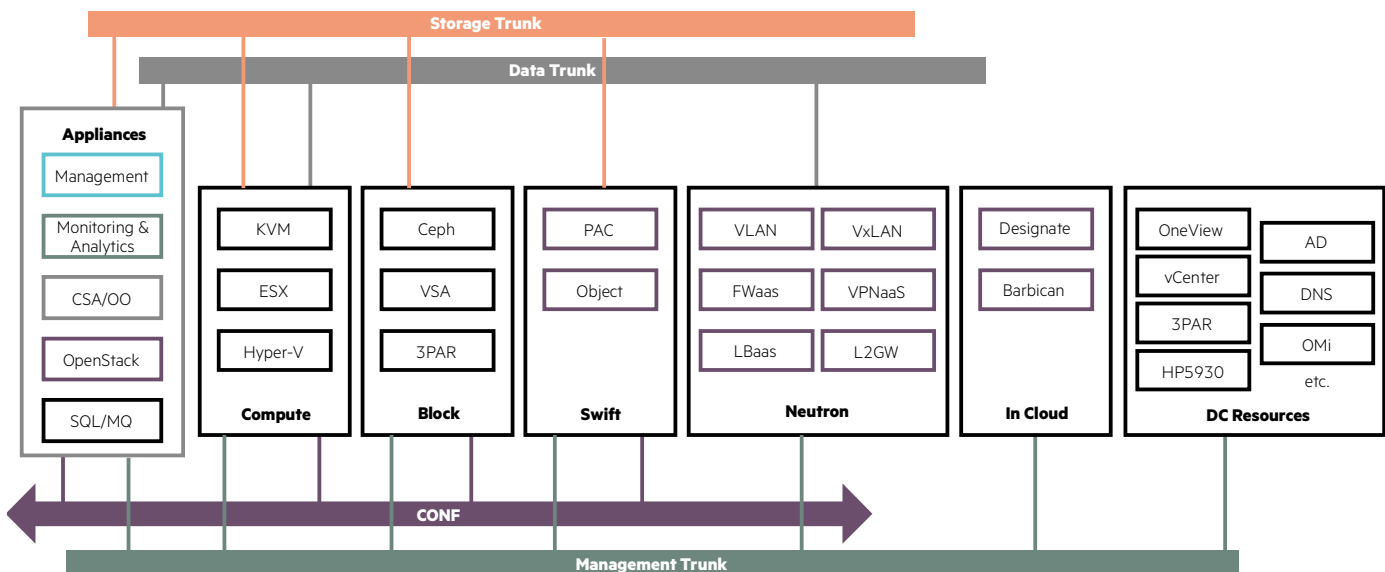 Storage Trunk
Data Trunk
Appliances
Management
Monitoring &
Analytics
CSA/OO
OpenStack
SQL/MQ
KVM
ESX
Hyper-V
Compute
Ceph
VSA
3PAR
Block
PAC
Object
Swift
VLAN
VxLAN
FWaas
VPNaaS
LBaas
L2GW
Neutron
Designate
Barbican
In Cloud
OneView
vCenter
3PAR
HP5930
AD
DNS
OMi
etc.
DC Resources
CONF
Management Trunk